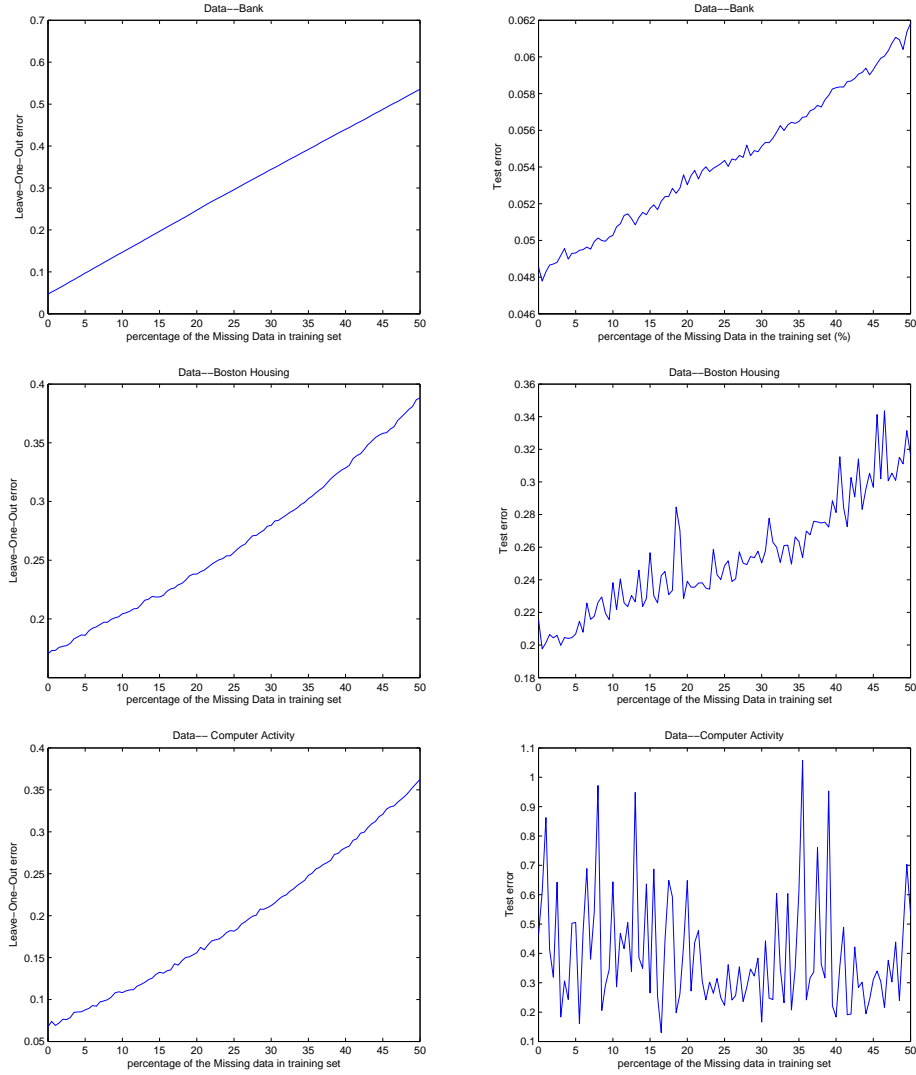 Data−−Bank
0.7
0.6
0.5
0.4
0.3
0.2
0.1
0
Leave−One−Out error
0 5 10 15 20 25 30 35 40 45 50
percentage of the Missing Data in training set
Data−−Bank
0.062
0.06
0.058
0.056
0.054
0.052
0.05
0.048
0.046
Test error
0 5 10 15 20 25 30 35 40 45 50
percentage of the Missing Data in the training set (%)
Data−−Boston Housing
0.4
0.35
0.3
0.25
0.2
Leave−One−Out error
0 5 10 15 20 25 30 35 40 45 50
percentage of the Missing Data in training set
Data−−Boston Housing
0.36
0.34
0.32
0.3
0.28
0.26
0.24
0.22
0.2
0.18
Test error
0 5 10 15 20 25 30 35 40 45 50
percentage of the Missing Data in training set
Data−− Computer Activity
0.4
0.35
0.3
0.25
0.2
0.15
0.1
0.05
Leave−One−Out error
0 5 10 15 20 25 30 35 40 45 50
percentage of the Missing Data in training set
Data−−Computer Activity
1.1
1
0.9
0.8
0.7
0.6
0.5
0.4
0.3
0.2
0.1
Test error
0 5 10 15 20 25 30 35 40 45 50
percentage of the Missing Data in training set